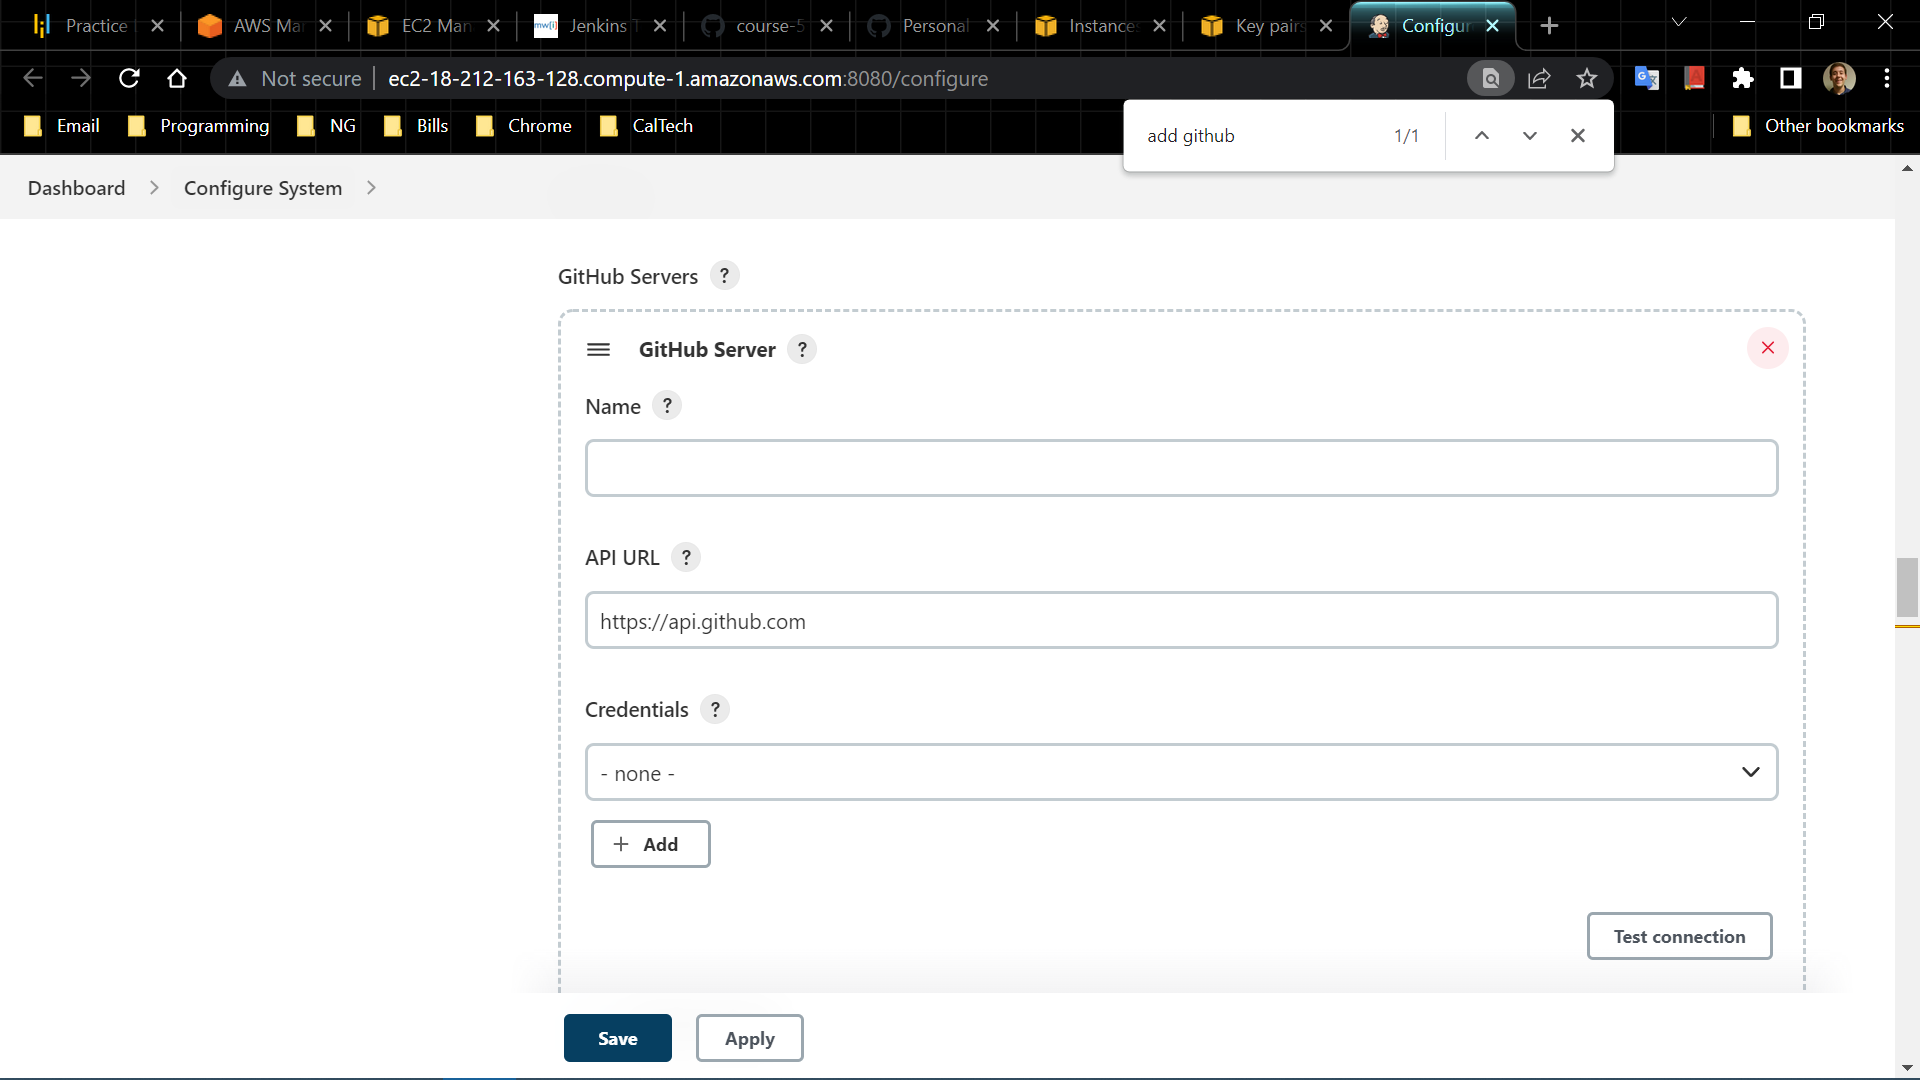 Practice
AWS Ma
EC2 Man
mw[i] Jenkins T
course-5
Personal
Instances
Key pairs
Configur
Not secure ec2-18-212-163-128.compute-1.amazonaws.com:8080/configure
Email
Programming
NG
Bills
Chrome
CalTech
Other bookmarks
add github 1/1
Dashboard
Configure System
GitHub Servers ?
GitHub Server ?
Name ?
API URL ?
https://api.github.com
Credentials ?
- none -
+ Add
Test connection
Save
Apply